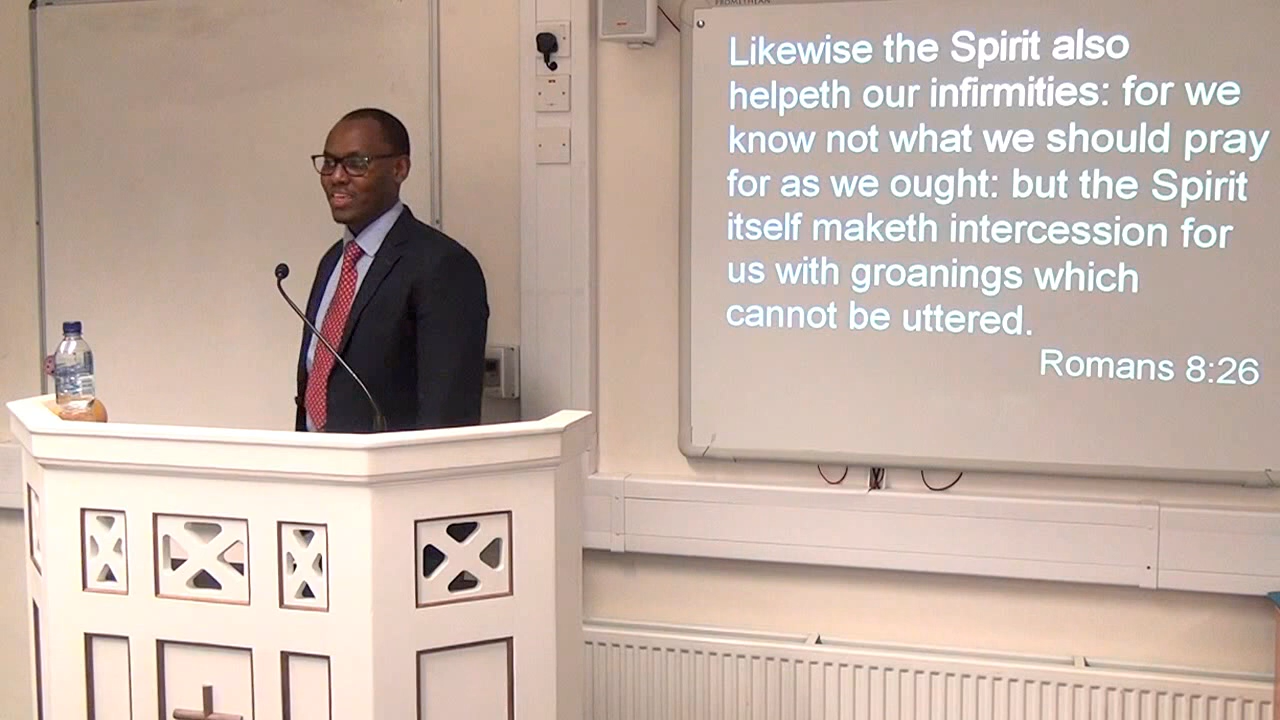 PROMETHEAN
Likewise the Spirit also
helpeth our infirmities: for we
know not what we should pray
for as we ought: but the Spirit
itself maketh intercession for
us with groanings which
cannot be uttered.
Romans 8:26